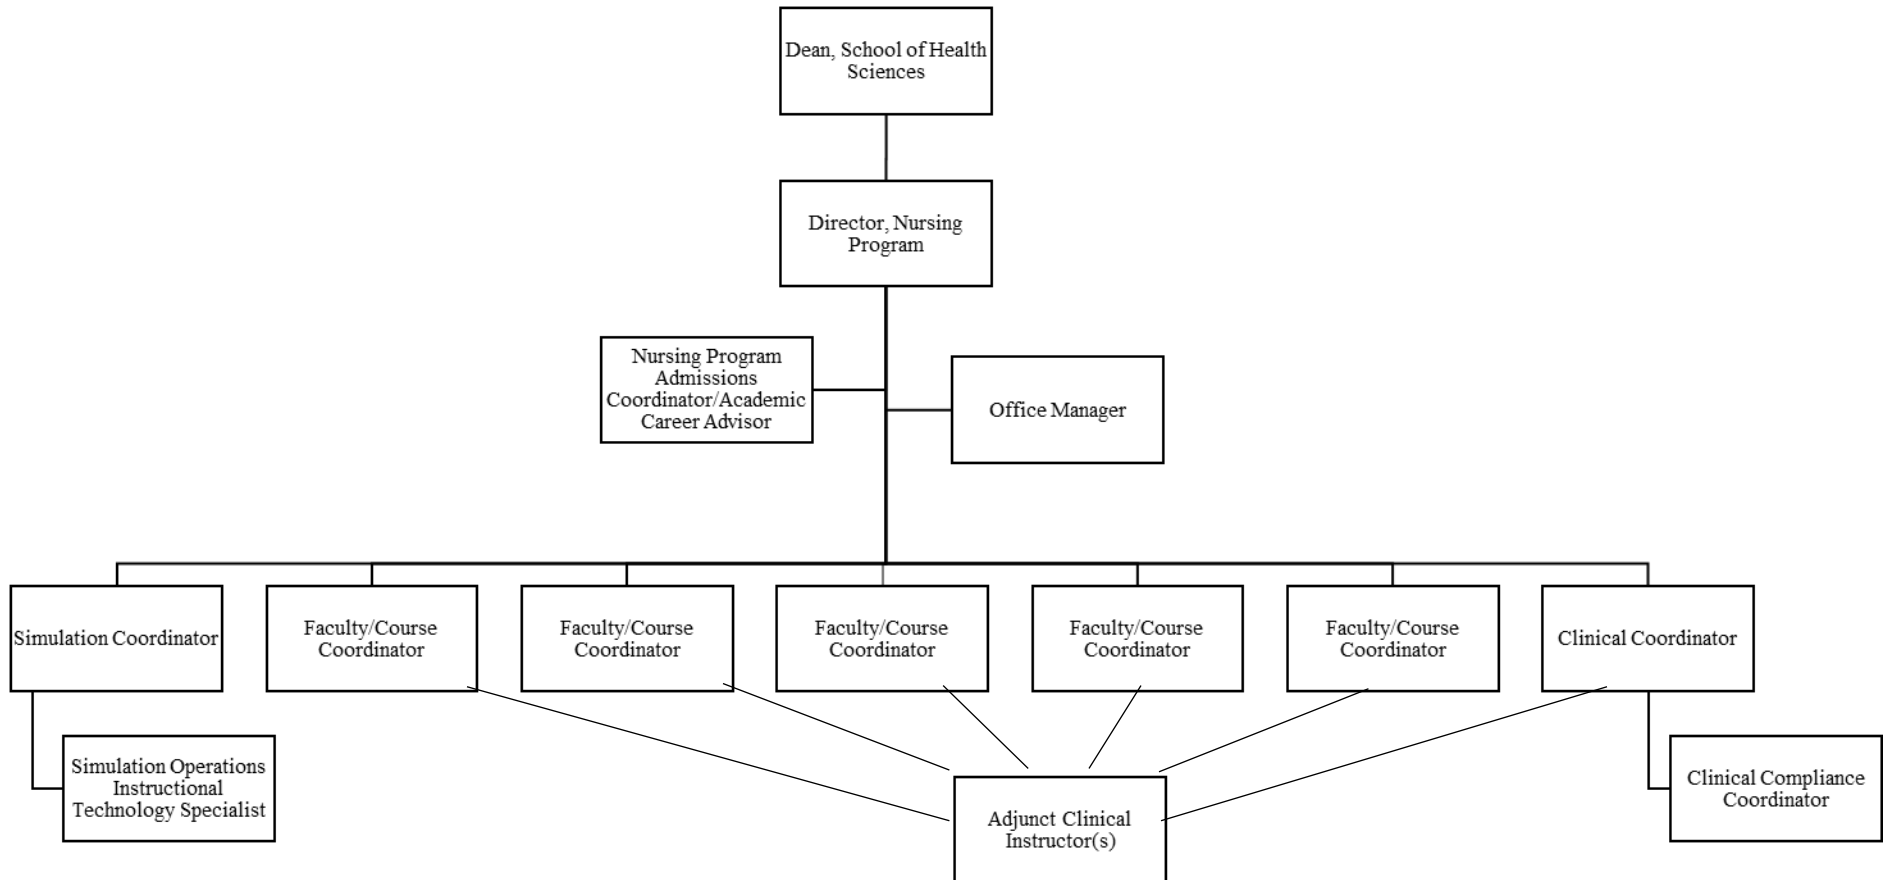 Dean, School of Health
Sciences
Director, Nursing
Program
Nursing Program
Admissions
Coordinator/Academic
Career Advisor
Office Manager
Simulation Coordinator
Faculty/Course
Coordinator
Faculty/Course
Coordinator
Faculty/Course
Coordinator
Faculty/Course
Coordinator
Faculty/Course
Coordinator
Clinical Coordinator
Simulation Operations
Instructional
Technology Specialist
Adjunct Clinical
Instructor(s)
Clinical Compliance
Coordinator